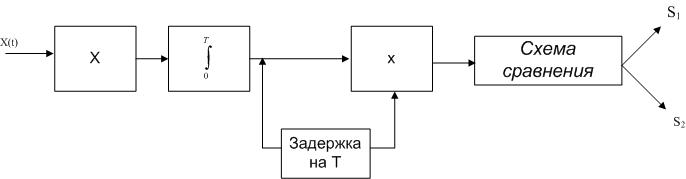 X(t)
X
T
∫
0
x
Схема
сравнения
S1
S2
Задержка
на Т